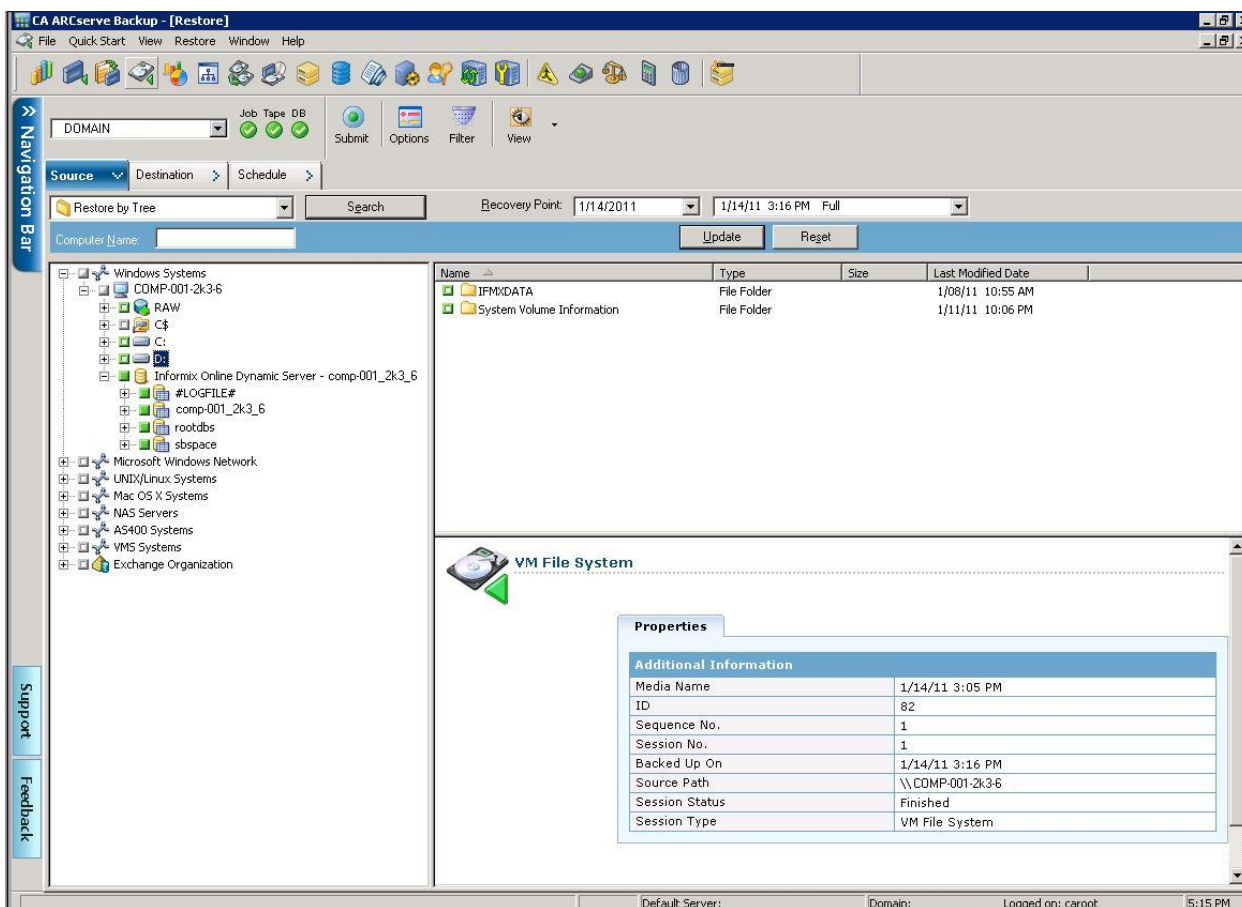 CA ARCserve Backup - [Restore]
File Quick Start View Restore Window Help
Navigation Bar
DOMAIN
Job Tape DB
Submit
Options
Filter
View
Source
Destination
Schedule
Restore by Tree
Search
Recovery Point: 1/14/2011 1/14/11 3:16 PM Full
Computer Name:
Update
Reset
Windows Systems
COMP-001-2k3-6
RAW
C$
C:
D:
Informix Online Dynamic Server - comp-001_2k3_6
#LOGFILE#
comp-001_2k3_6
rootdbs
sbspace
Microsoft Windows Network
UNIX/Linux Systems
Mac OS X Systems
NAS Servers
AS400 Systems
VMS Systems
Exchange Organization
Name Type Size Last Modified Date
IFMXDATA File Folder 1/08/11 10:55 AM
System Volume Information File Folder 1/11/11 10:06 PM
VM File System
Properties
Additional Information
Media Name 1/14/11 3:05 PM
ID 82
Sequence No. 1
Session No. 1
Backed Up On 1/14/11 3:16 PM
Source Path \\COMP-001-2k3-6
Session Status Finished
Session Type VM File System
Support
Feedback
Default Server: Domain: Logged on: caroot 5:15 PM